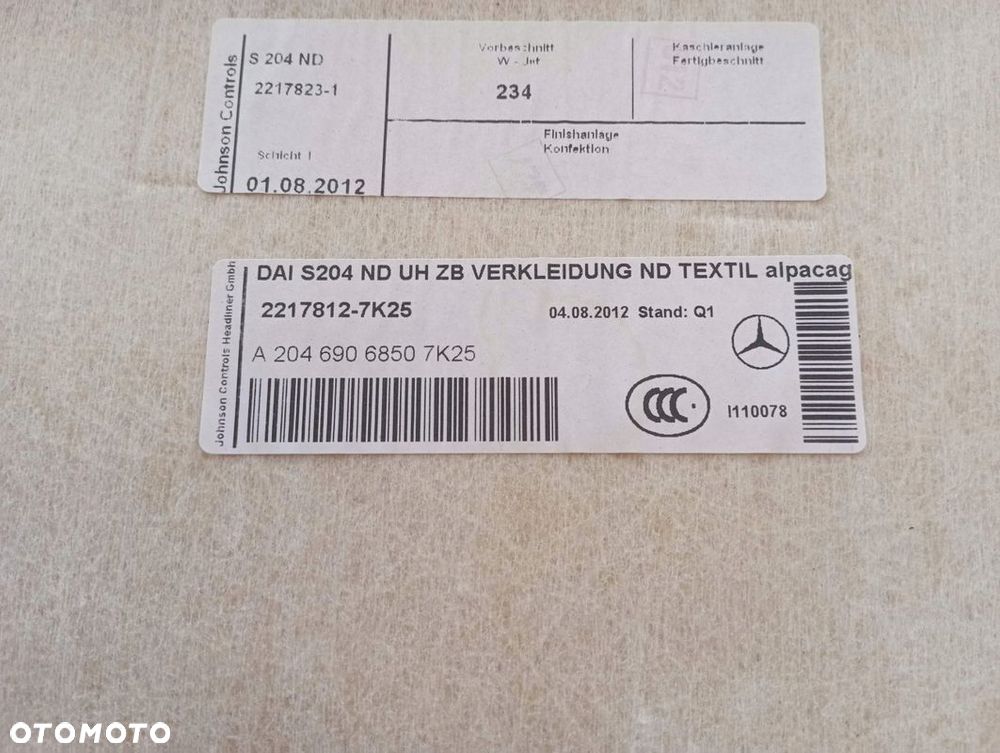 Johnson Controls
S 204 ND
2217823-1
Schicht I
01.08.2012
Vorbeschnitt
W - Jet
234
Kaschieranlage
Fertigbeschnitt
Finishanlage
Konfektion
Johnson Controls Headliner Gmbh
DAI S204 ND UH ZB VERKLEIDUNG ND TEXTIL alpacag
2217812-7K25
04.08.2012 Stand: Q1
A 204 690 6850 7K25
CCC
I110078
OTOMOTO